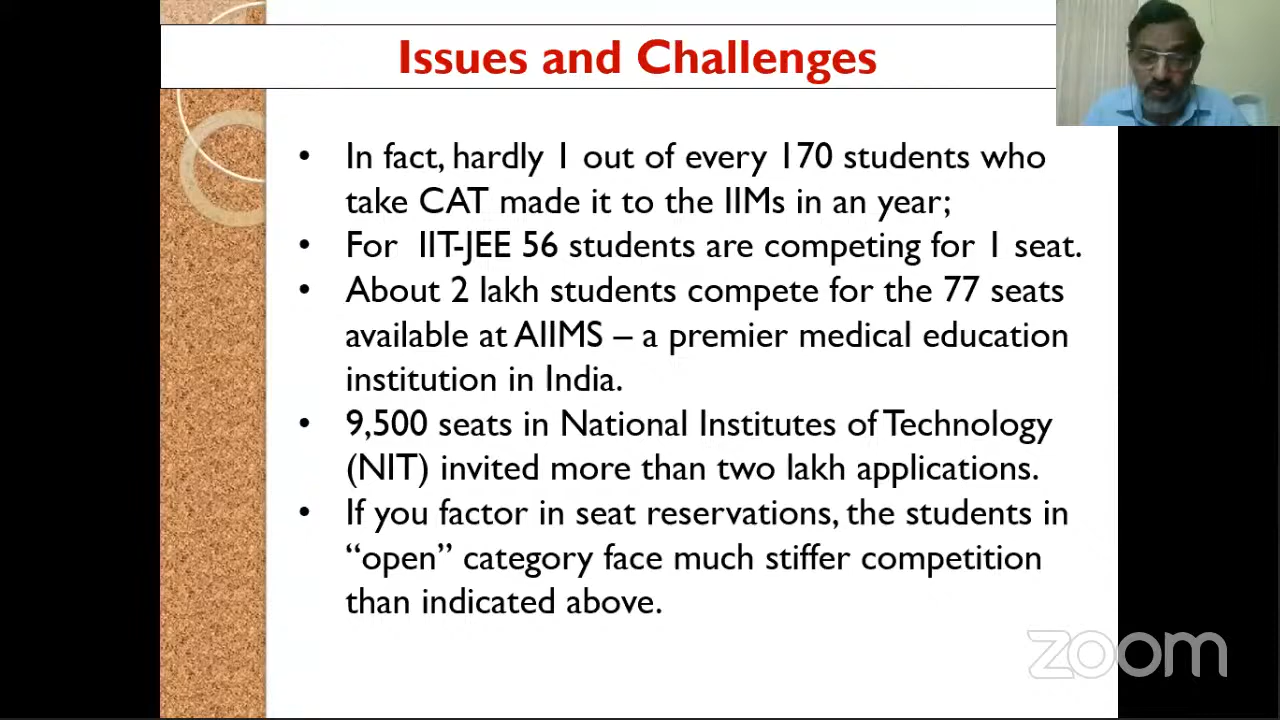 Issues and Challenges
• In fact, hardly 1 out of every 170 students who
take CAT made it to the IIMs in an year;
• For IIT-JEE 56 students are competing for 1 seat.
• About 2 lakh students compete for the 77 seats
available at AIIMS – a premier medical education
institution in India.
• 9,500 seats in National Institutes of Technology
(NIT) invited more than two lakh applications.
• If you factor in seat reservations, the students in
“open” category face much stiffer competition
than indicated above.
zoom